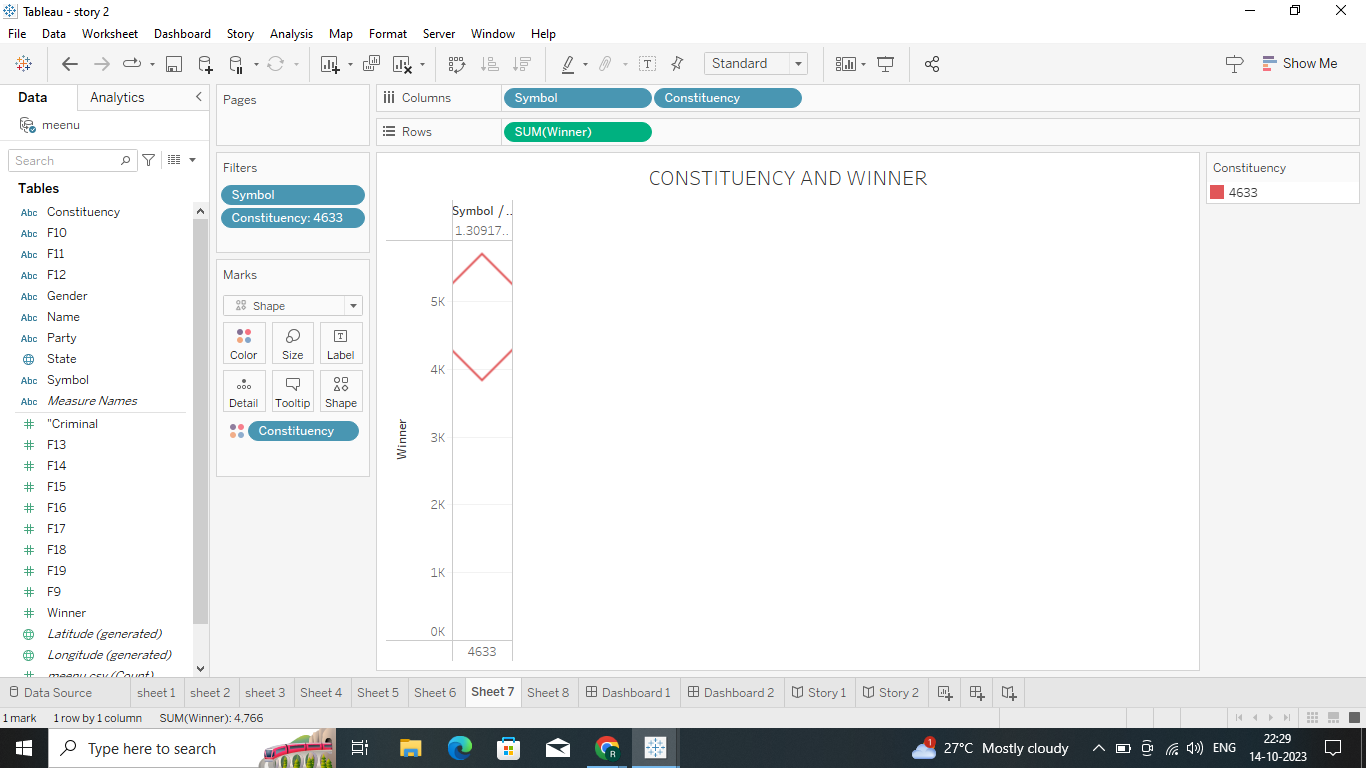 Tableau - story 2
File Data Worksheet Dashboard Story Analysis Map Format Server Window Help
Standard
Show Me
Data Analytics
meenu
Search
Tables
Abc Constituency
Abc F10
Abc F11
Abc F12
Abc Gender
Abc Name
Abc Party
State
Abc Symbol
Abc Measure Names
# "Criminal
# F13
# F14
# F15
# F16
# F17
# F18
# F19
# F9
# Winner
Latitude (generated)
Longitude (generated)
# meenu.csv (Count)
Pages
Filters
Symbol
Constituency: 4633
Marks
Shape
Color Size Label
Detail Tooltip Shape
Constituency
Columns Symbol Constituency
Rows SUM(Winner)
CONSTITUENCY AND WINNER
Symbol /..
1.30917..
5K
4K
3K
2K
1K
0K
Winner
4633
Constituency
4633
Data Source sheet 1 sheet 2 sheet 3 Sheet 4 Sheet 5 Sheet 6 Sheet 7 Sheet 8 Dashboard 1 Dashboard 2 Story 1 Story 2
1 mark 1 row by 1 column SUM(Winner): 4,766
Type here to search
1
27°C Mostly cloudy
ENG
22:29
14-10-2023